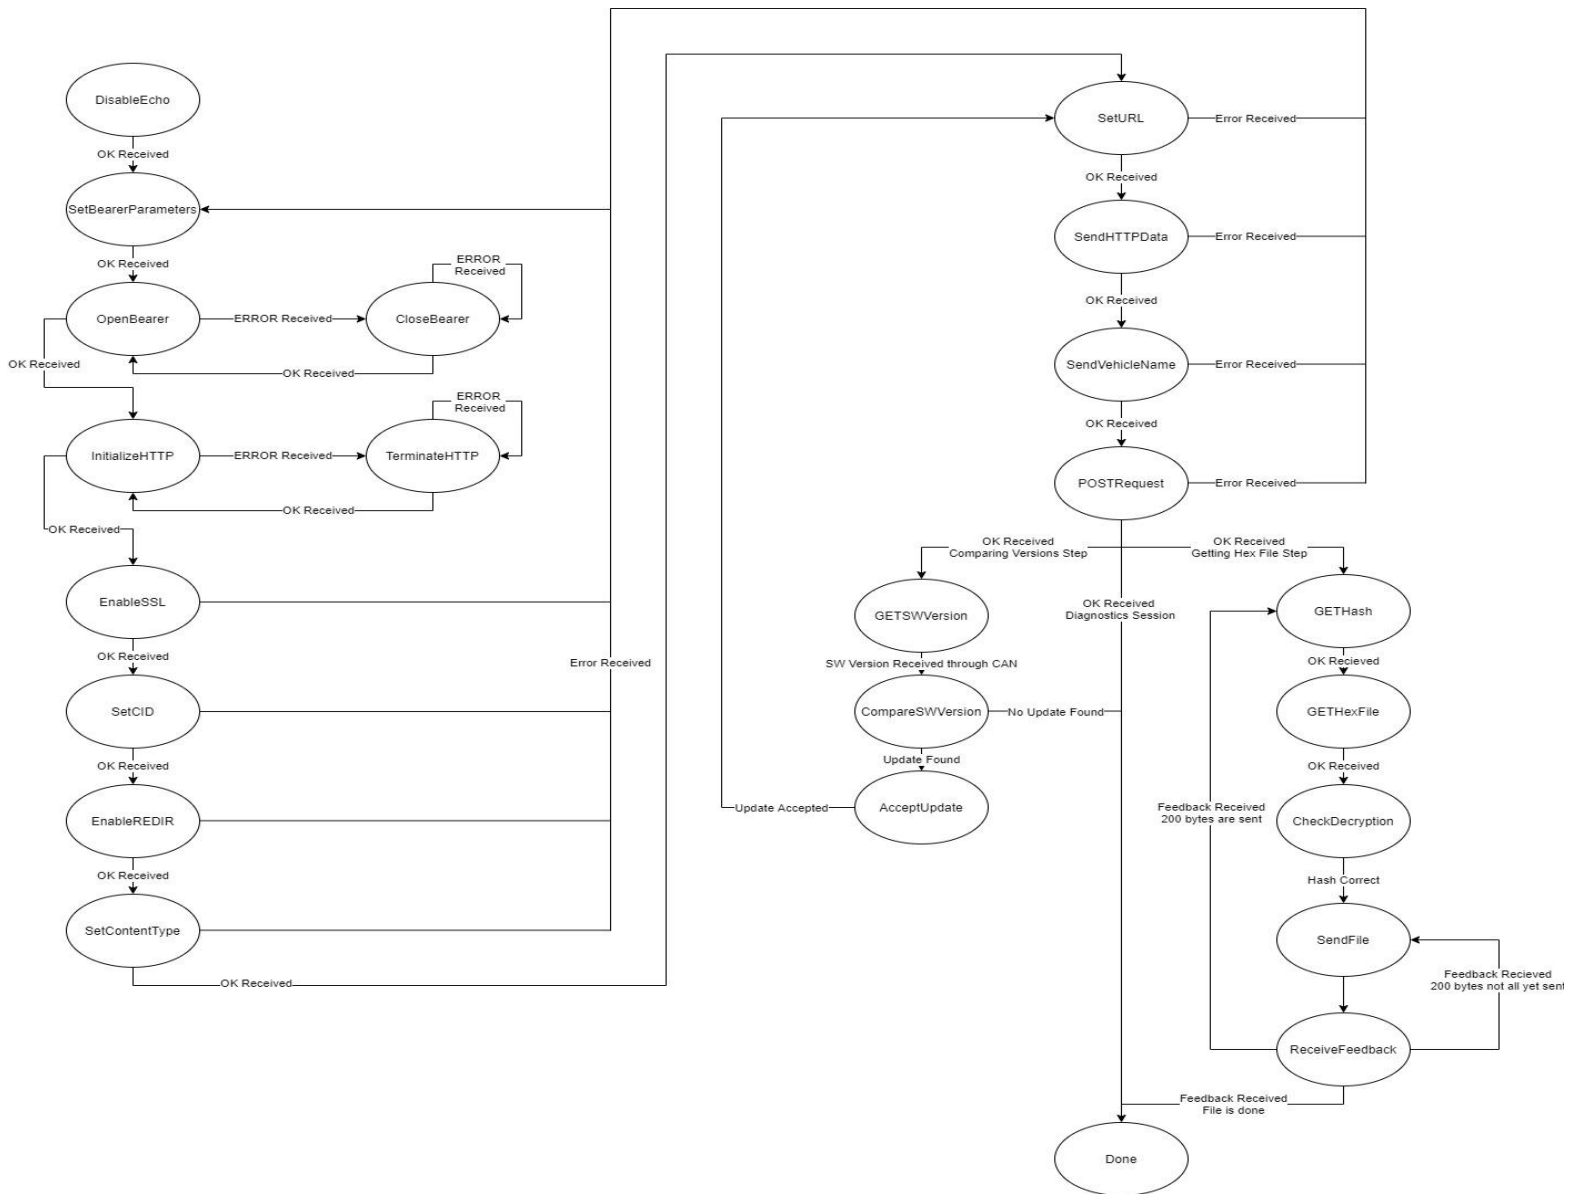 DisableEcho
OK Received
SetBearerParameters
OK Received
OpenBearer
ERROR Received
CloseBearer
ERROR
Received
OK Received
OK Received
InitializeHTTP
ERROR Received
TerminateHTTP
ERROR
Received
OK Received
OK Received
EnableSSL
OK Received
SetCID
OK Received
EnableREDIR
OK Received
SetContentType
OK Received
Error Received
SetURL
Error Received
OK Received
SendHTTPData
Error Received
OK Received
SendVehicleName
Error Received
OK Received
POSTRequest
Error Received
OK Received
Comparing Versions Step
OK Received
Getting Hex File Step
OK Received
Diagnostics Session
GETSWVersion
SW Version Received through CAN
CompareSWVersion
No Update Found
Update Found
AcceptUpdate
Update Accepted
GETHash
OK Recieved
GETHexFile
OK Received
CheckDecryption
Hash Correct
SendFile
Feedback Received
200 bytes are sent
Feedback Recieved
200 bytes not all yet sent
ReceiveFeedback
Feedback Received
File is done
Done